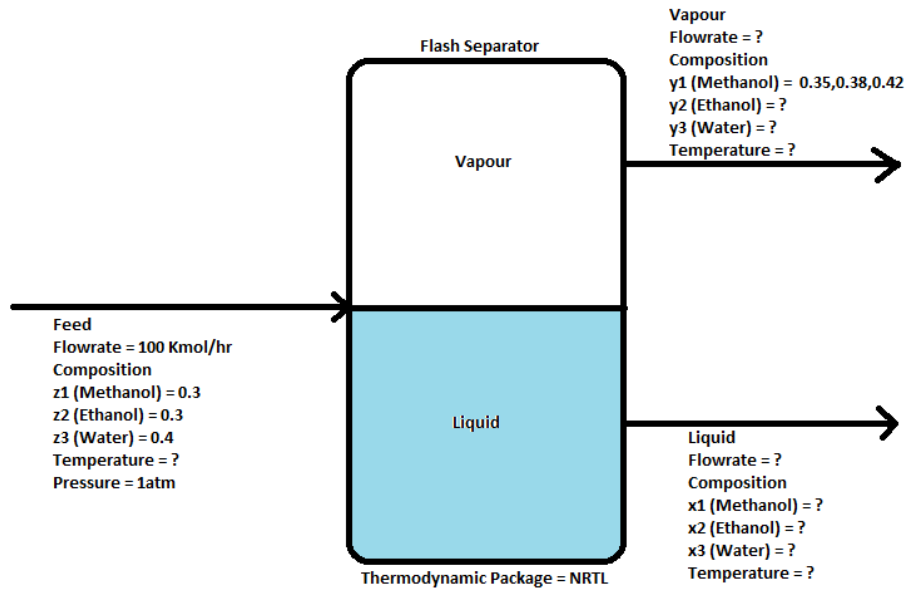 Flash Separator
Vapour
Vapour
Flowrate = ?
Composition
y1 (Methanol) = 0.35,0.38,0.42
y2 (Ethanol) = ?
y3 (Water) = ?
Temperature = ?
Feed
Flowrate = 100 Kmol/hr
Composition
z1 (Methanol) = 0.3
z2 (Ethanol) = 0.3
z3 (Water) = 0.4
Temperature = ?
Pressure = 1atm
Liquid
Liquid
Flowrate = ?
Composition
x1 (Methanol) = ?
x2 (Ethanol) = ?
x3 (Water) = ?
Temperature = ?
Thermodynamic Package = NRTL